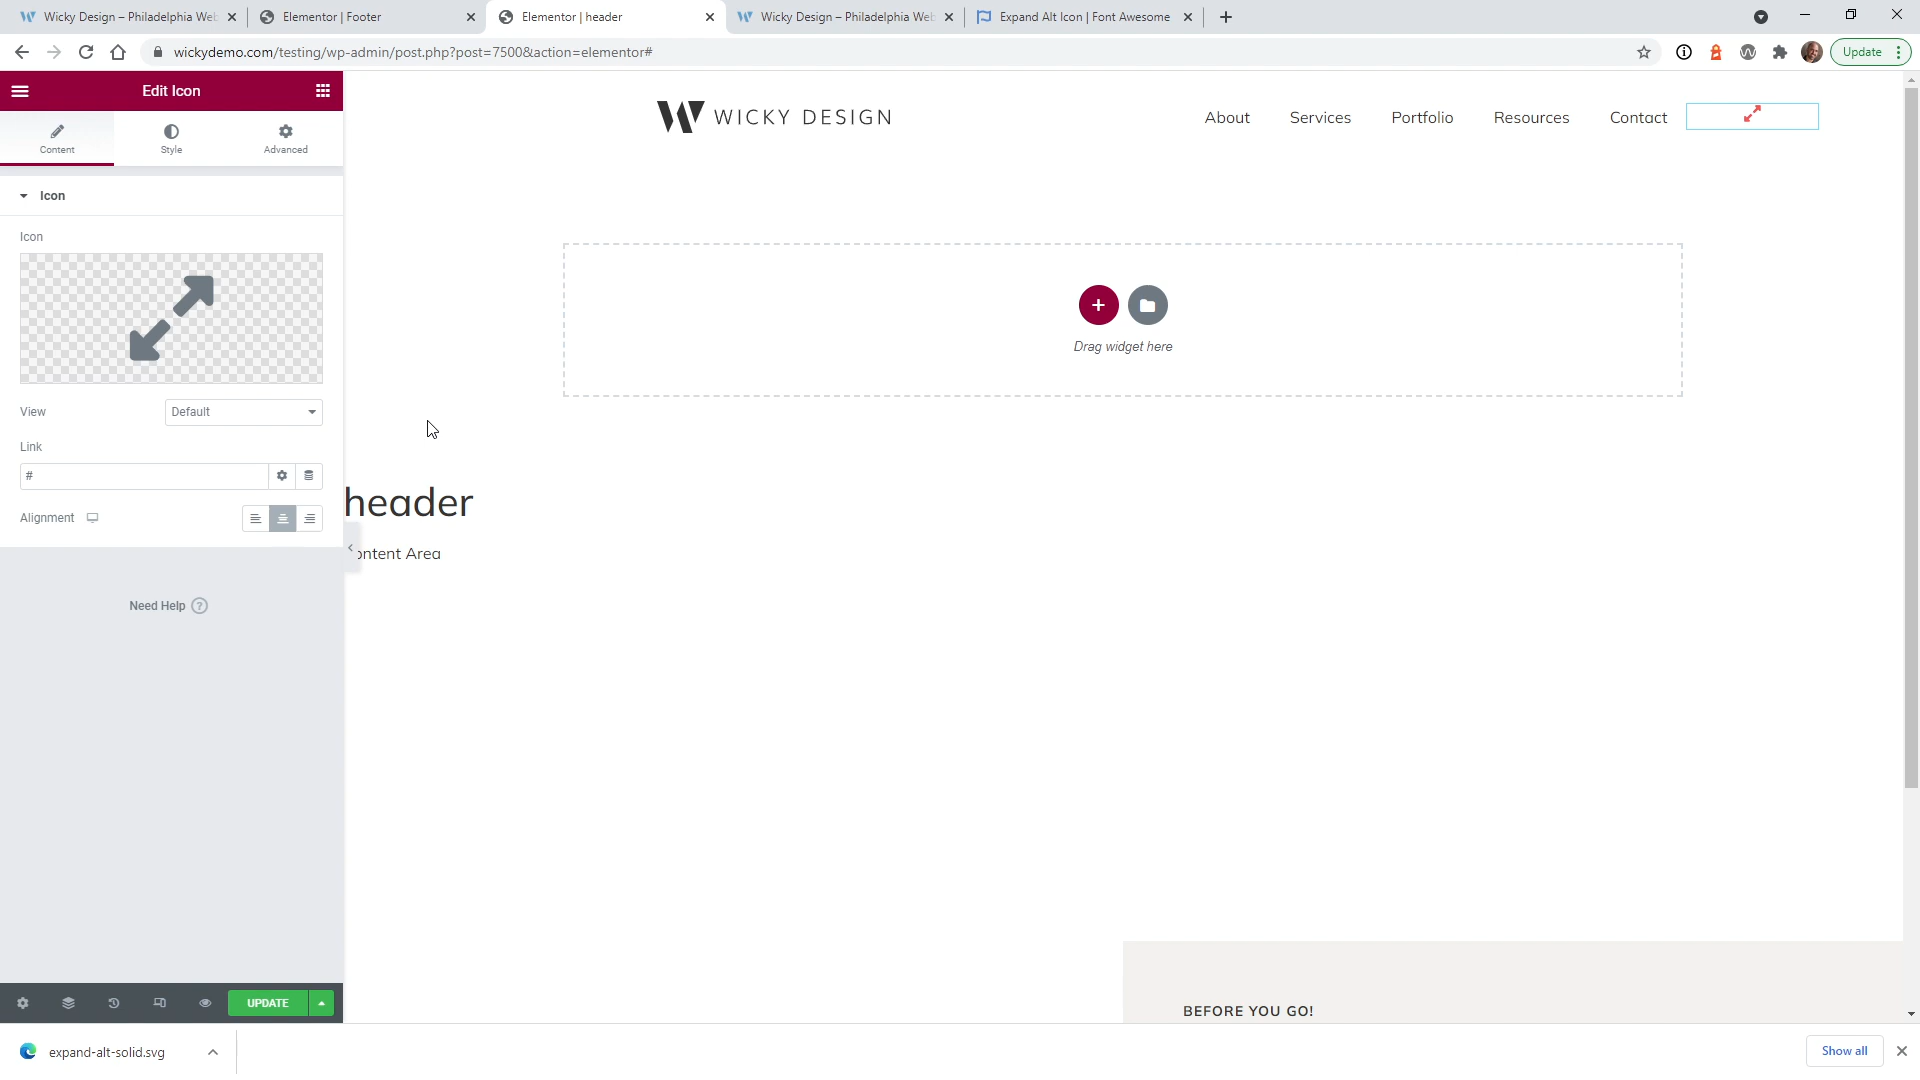 Wicky Design – Philadelphia Web
Elementor | Footer
Elementor | header
Wicky Design – Philadelphia Web
Expand Alt Icon | Font Awesome
wickydemo.com/testing/wp-admin/post.php?post=7500&action=elementor#
Update
Edit Icon
Content
Style
Advanced
Icon
Icon
View
Default
Link
#
Alignment
Need Help
?
UPDATE
WICKY DESIGN
About
Services
Portfolio
Resources
Contact
Drag widget here
header
ontent Area
BEFORE YOU GO!
expand-alt-solid.svg
Show all